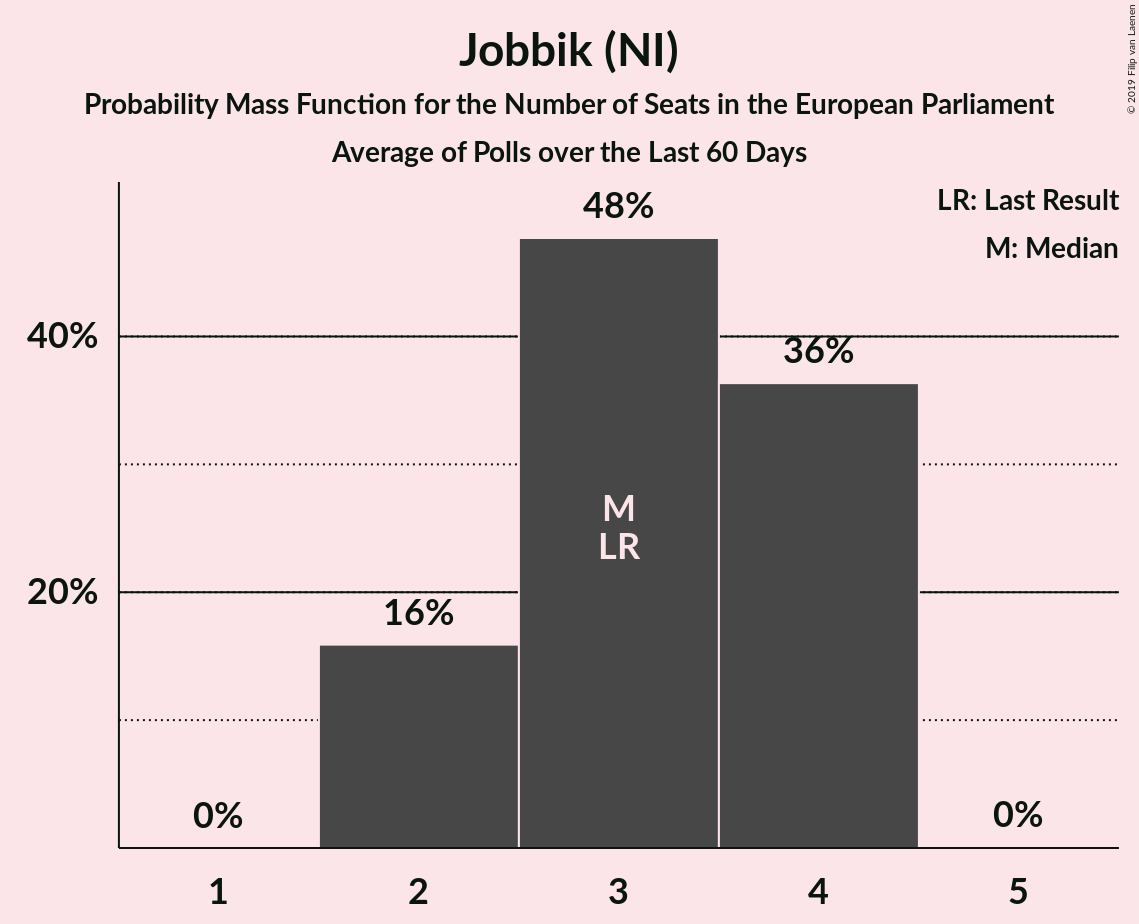 Jobbik (NI)
Probability Mass Function for the Number of Seats in the European Parliament
Average of Polls over the Last 60 Days
© 2019 Filip van Laenen
LR: Last Result
M: Median
48%
40%
36%
M
LR
20%
16%
0%
0%
1
2
3
4
5